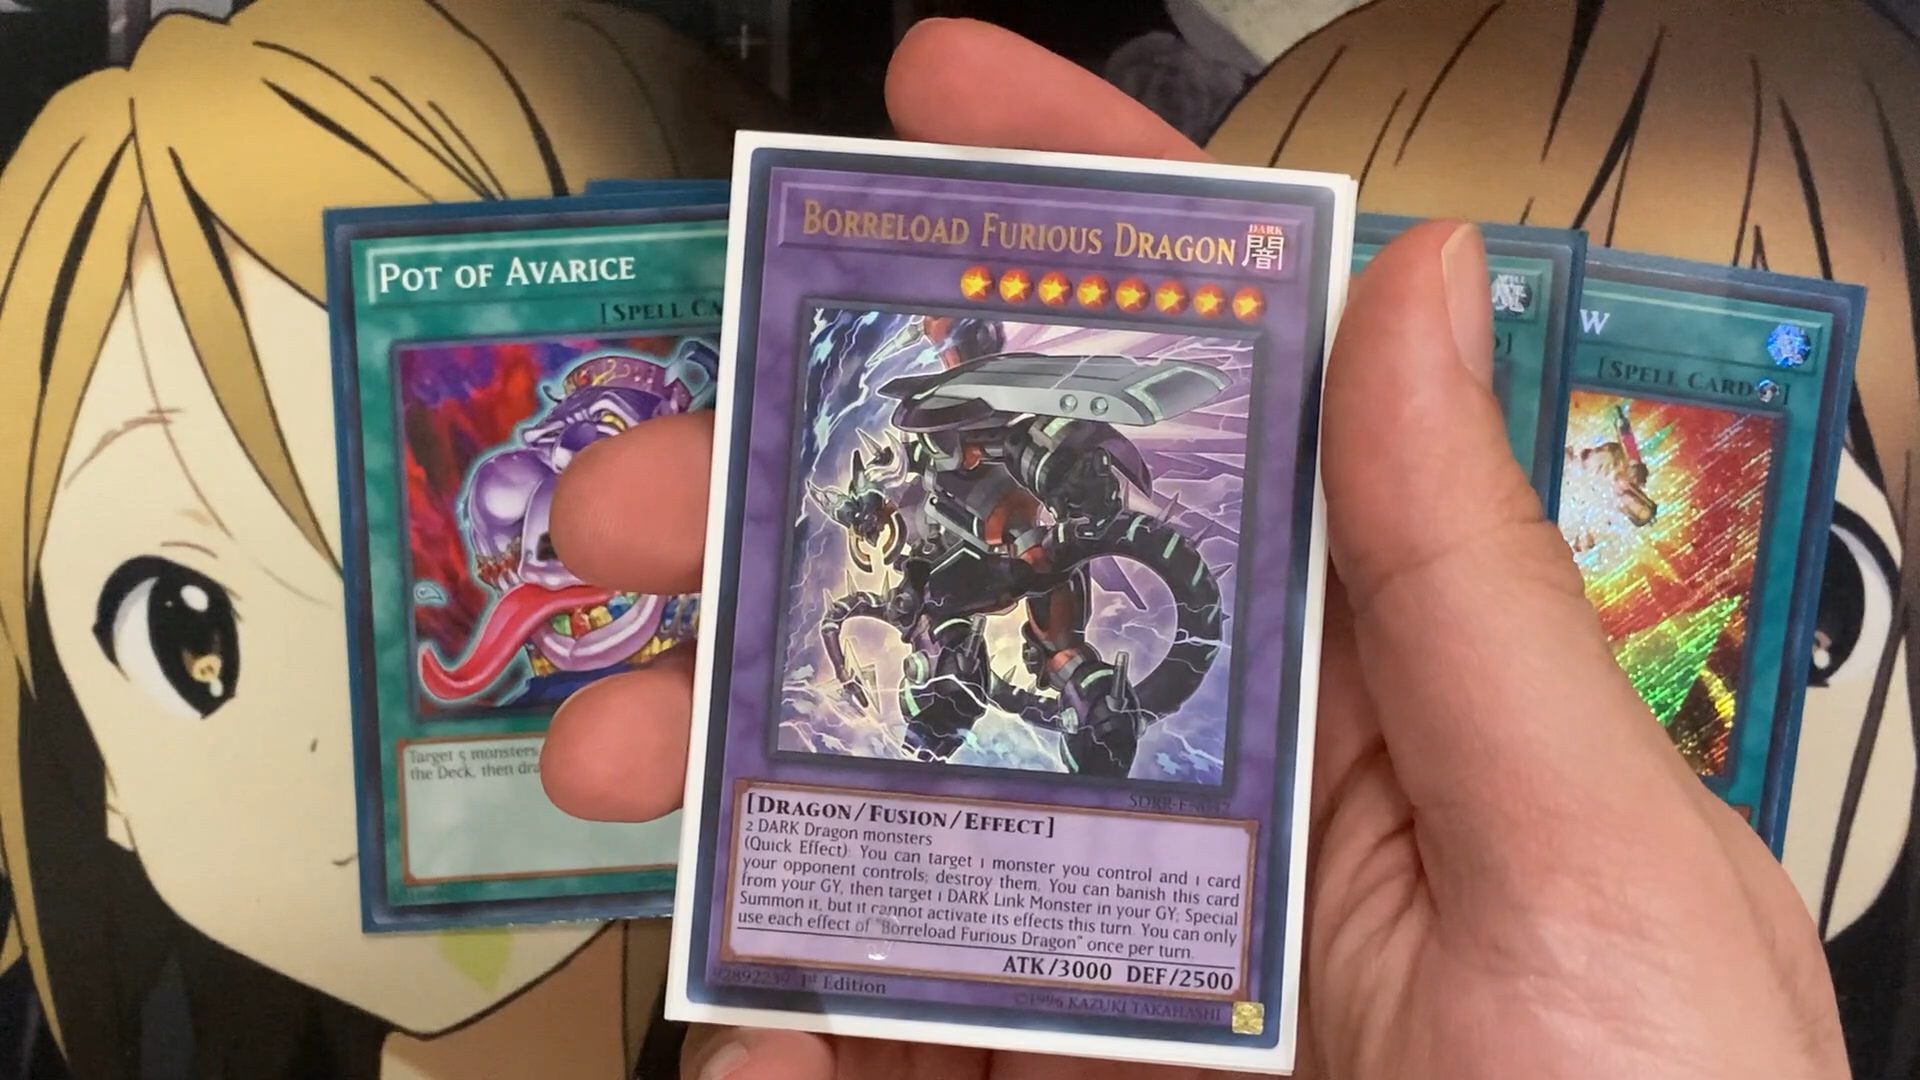 POT OF AVARICE
[SPELL CA
Target 5 monsters
the Deck, then dra
BORRELOAD FURIOUS DRAGON
DARK
闇
SDRR-EN042
[DRAGON/FUSION/EFFECT]
2 DARK Dragon monsters
(Quick Effect): You can target 1 monster you control and 1 card
your opponent controls; destroy them. You can banish this card
from your GY, then target 1 DARK Link Monster in your GY; Special
Summon it, but it cannot activate its effects this turn. You can only
use each effect of "Borreload Furious Dragon" once per turn.
ATK/3000 DEF/2500
92892239 1st Edition
©1996 KAZUKI TAKAHASHI
W
[SPELL CARD ]